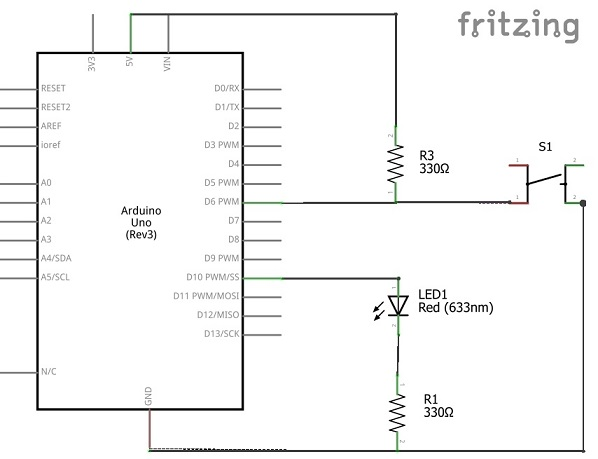 fritzing
3V3
5V
VIN
RESET
RESET2
AREF
ioref
A0
A1
A2
A3
A4/SDA
A5/SCL
N/C
Arduino
Uno
(Rev3)
D0/RX
D1/TX
D2
D3 PWM
D4
D5 PWM
D6 PWM
D7
D8
D9 PWM
D10 PWM/SS
D11 PWM/MOSI
D12/MISO
D13/SCK
GND
2
R3
330Ω
1
S1
1
2
1
2
1
LED1
Red (633nm)
2
1
R1
330Ω
2